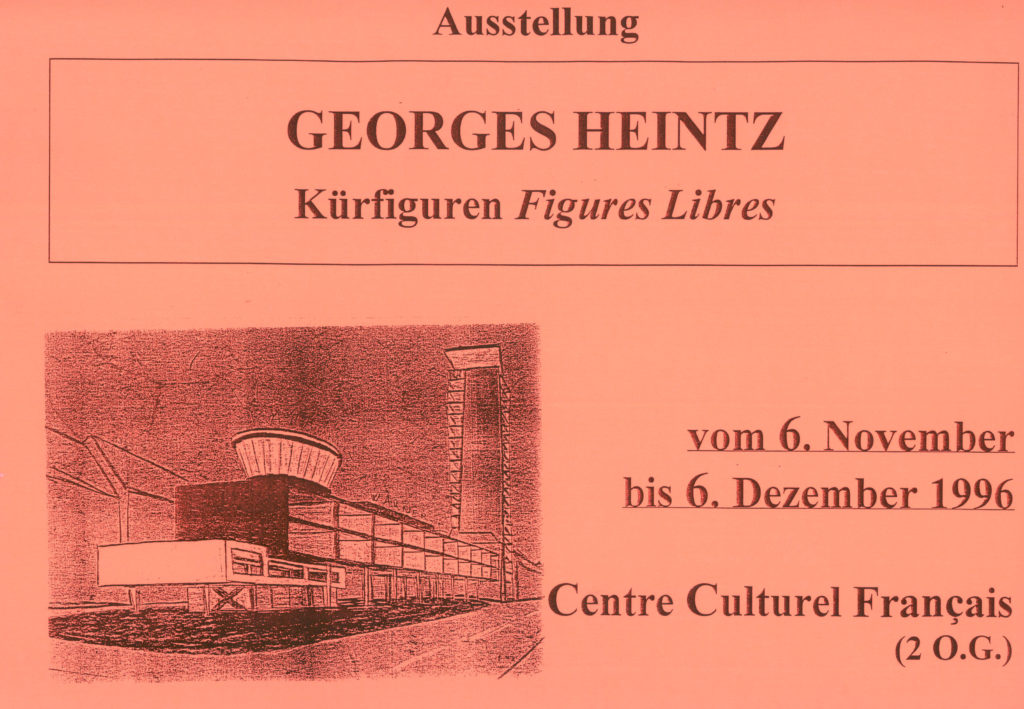 Ausstellung
GEORGES HEINTZ
Kürfiguren Figures Libres
vom 6. November
bis 6. Dezember 1996
Centre Culturel Français
(2 O.G.)